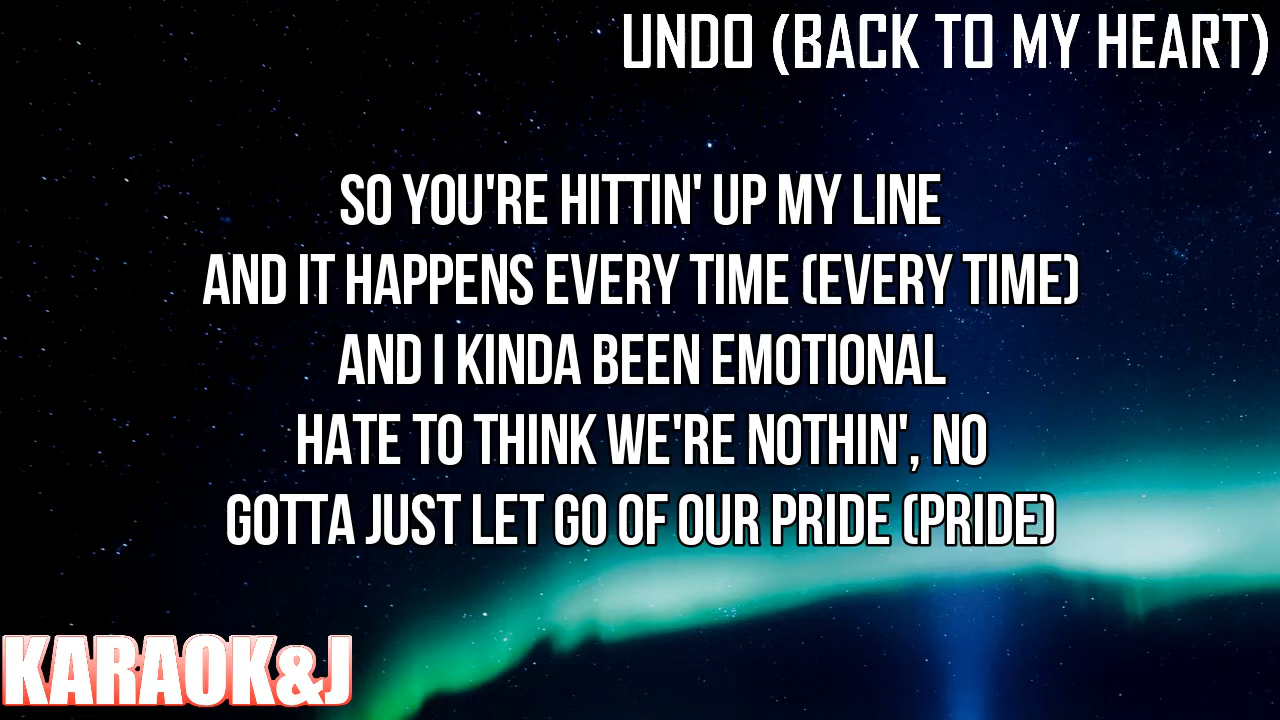 UNDO (BACK TO MY HEART)
SO YOU'RE HITTIN' UP MY LINE
AND IT HAPPENS EVERY TIME (EVERY TIME)
AND I KINDA BEEN EMOTIONAL
HATE TO THINK WE'RE NOTHIN', NO
GOTTA JUST LET GO OF OUR PRIDE (PRIDE)
KARAOK&J